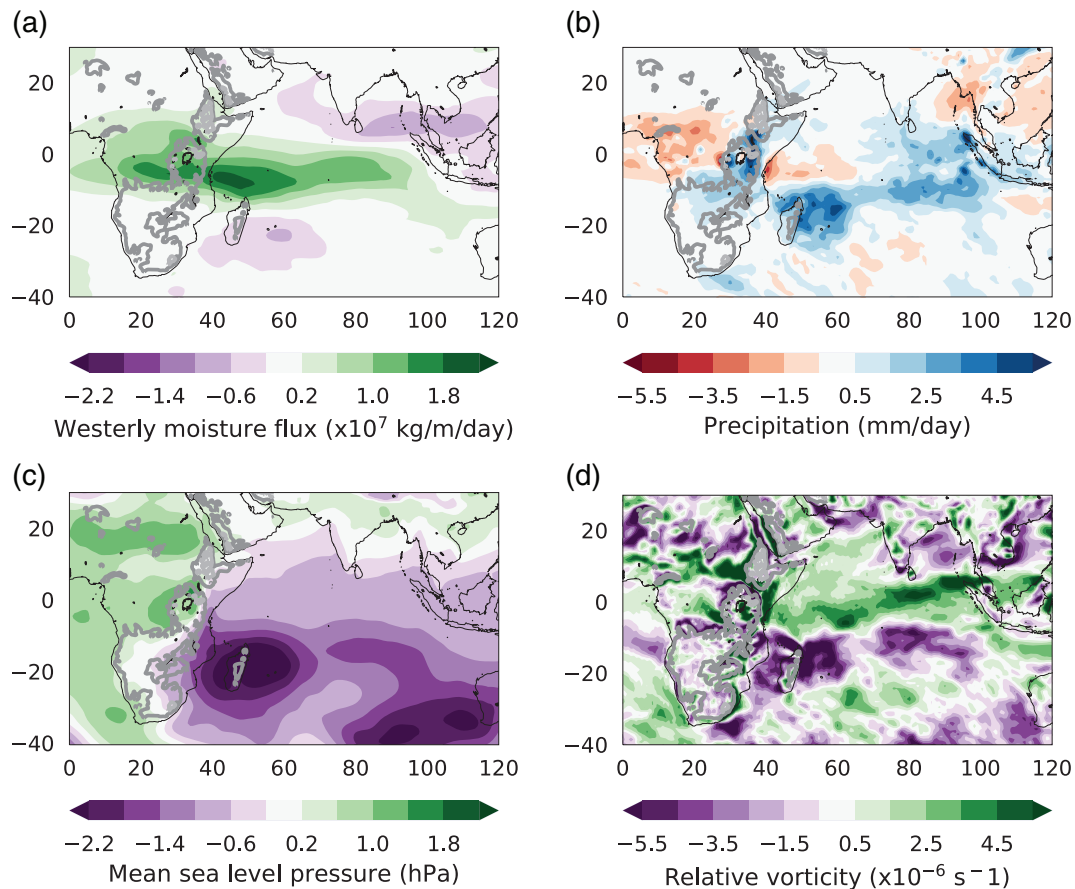 (a)
(b)
20
0
−20
−40
0 20 40 60 80 100 120
20
0
−20
−40
0 20 40 60 80 100 120
−2.2 −1.4 −0.6 0.2 1.0 1.8
Westerly moisture flux (x10⁷ kg/m/day)
−5.5 −3.5 −1.5 0.5 2.5 4.5
Precipitation (mm/day)
(c)
(d)
20
0
−20
−40
0 20 40 60 80 100 120
20
0
−20
−40
0 20 40 60 80 100 120
−2.2 −1.4 −0.6 0.2 1.0 1.8
Mean sea level pressure (hPa)
−5.5 −3.5 −1.5 0.5 2.5 4.5
Relative vorticity (x10⁻⁶ s⁻¹)